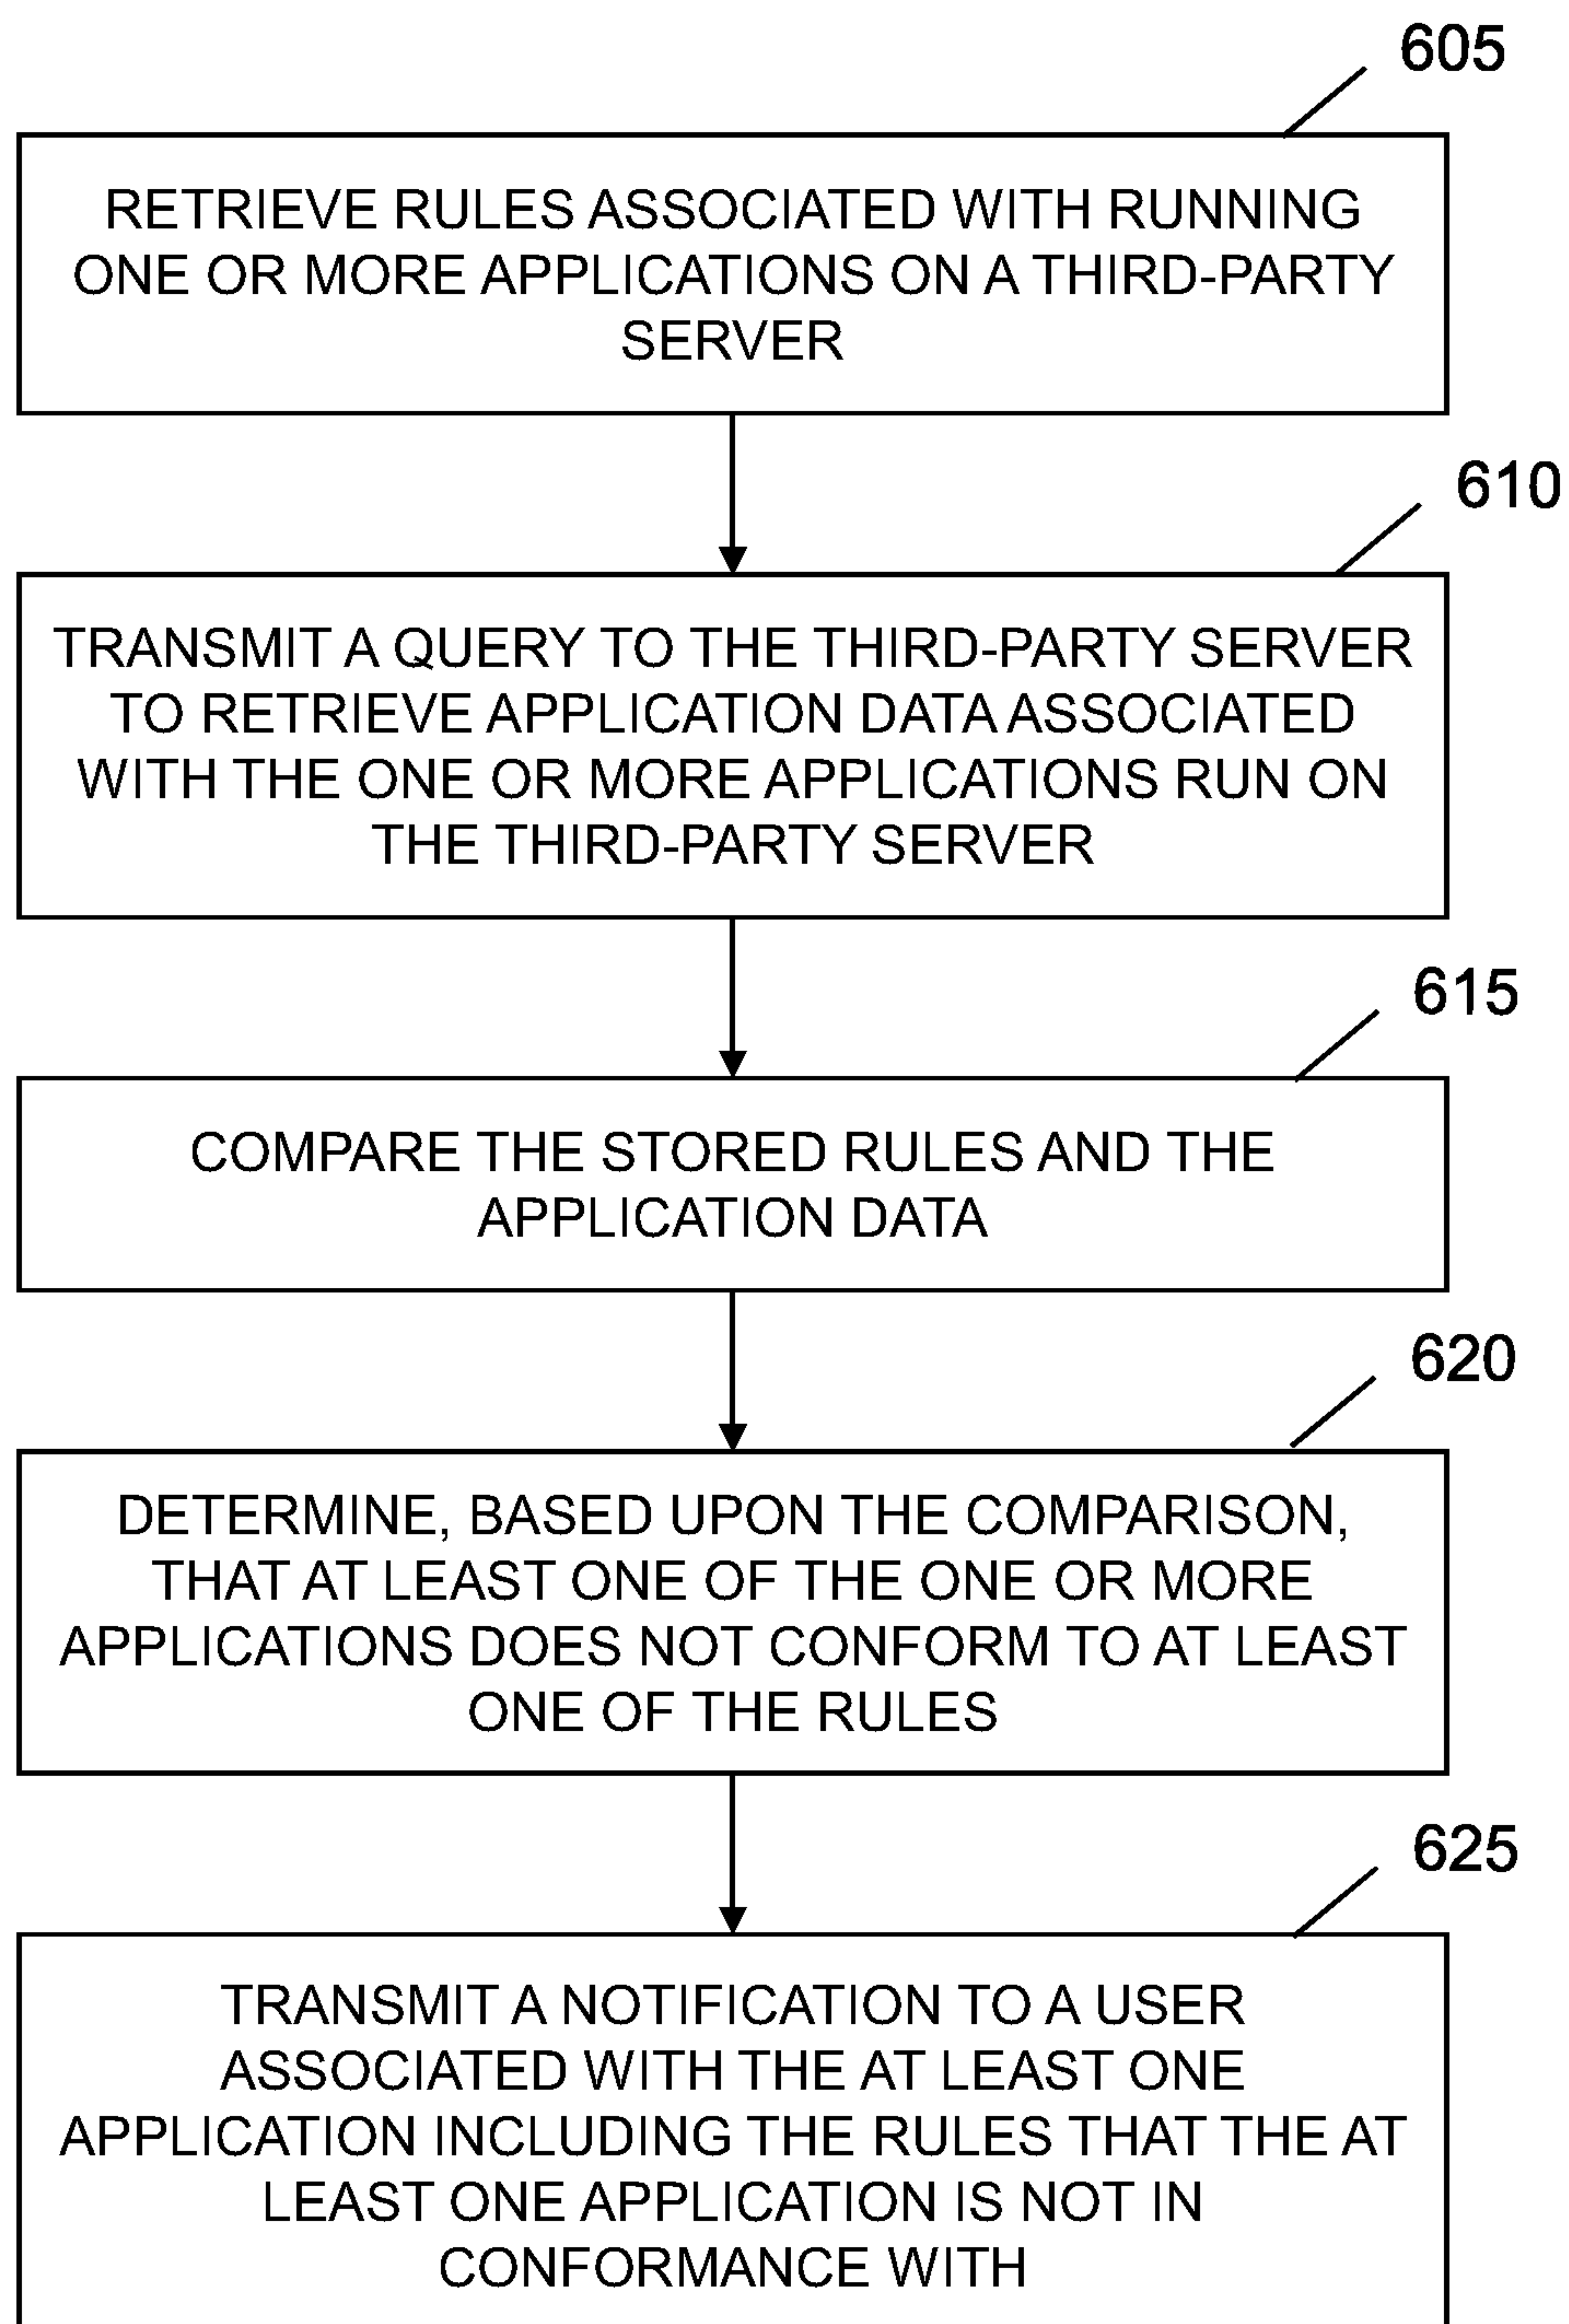 605
RETRIEVE RULES ASSOCIATED WITH RUNNING
ONE OR MORE APPLICATIONS ON A THIRD-PARTY
SERVER
610
TRANSMIT A QUERY TO THE THIRD-PARTY SERVER
TO RETRIEVE APPLICATION DATA ASSOCIATED
WITH THE ONE OR MORE APPLICATIONS RUN ON
THE THIRD-PARTY SERVER
615
COMPARE THE STORED RULES AND THE
APPLICATION DATA
620
DETERMINE, BASED UPON THE COMPARISON,
THAT AT LEAST ONE OF THE ONE OR MORE
APPLICATIONS DOES NOT CONFORM TO AT LEAST
ONE OF THE RULES
625
TRANSMIT A NOTIFICATION TO A USER
ASSOCIATED WITH THE AT LEAST ONE
APPLICATION INCLUDING THE RULES THAT THE AT
LEAST ONE APPLICATION IS NOT IN
CONFORMANCE WITH